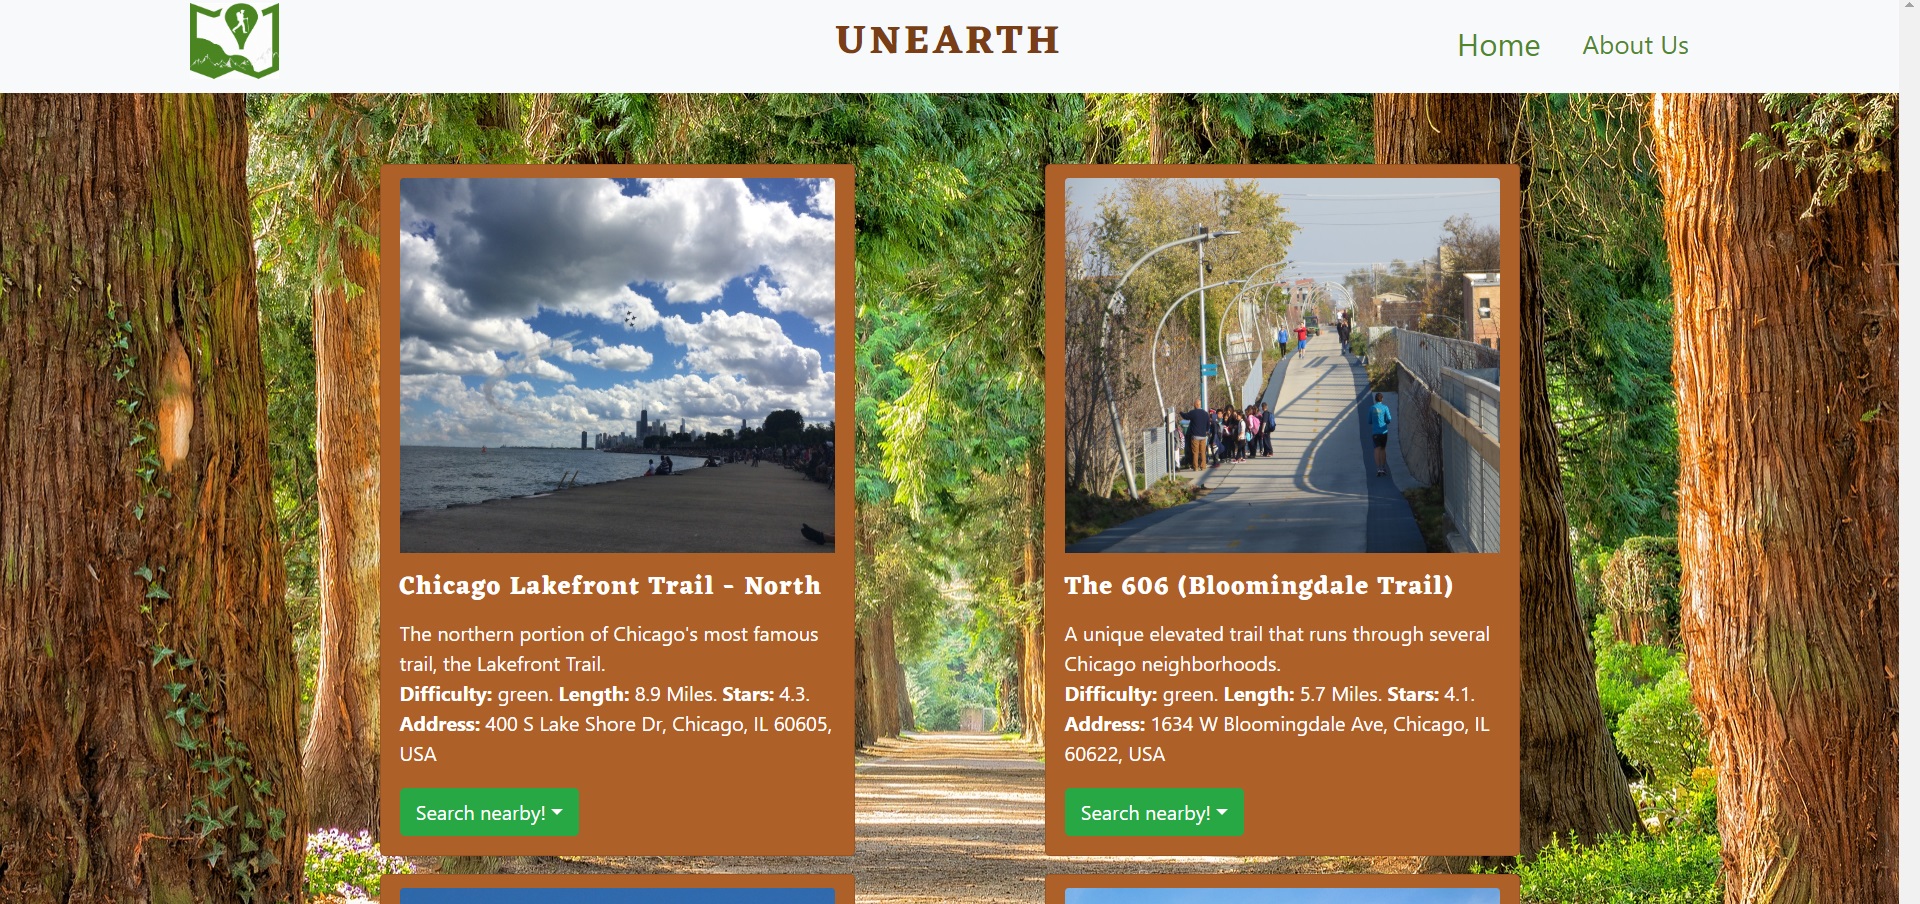 UNEARTH
Home
About Us
Chicago Lakefront Trail - North
The northern portion of Chicago's most famous
trail, the Lakefront Trail.
Difficulty: green. Length: 8.9 Miles. Stars: 4.3.
Address: 400 S Lake Shore Dr, Chicago, IL 60605,
USA
Search nearby!
The 606 (Bloomingdale Trail)
A unique elevated trail that runs through several
Chicago neighborhoods.
Difficulty: green. Length: 5.7 Miles. Stars: 4.1.
Address: 1634 W Bloomingdale Ave, Chicago, IL
60622, USA
Search nearby!